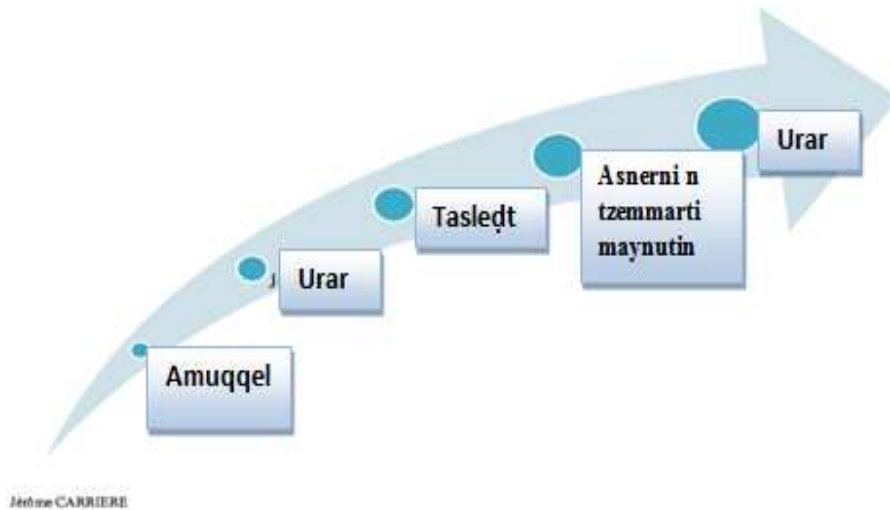 Amuqqel
Urar
Tasleḍt
Asnerni n
tzemmarti
maynutin
Urar
Jérôme CARRIERE